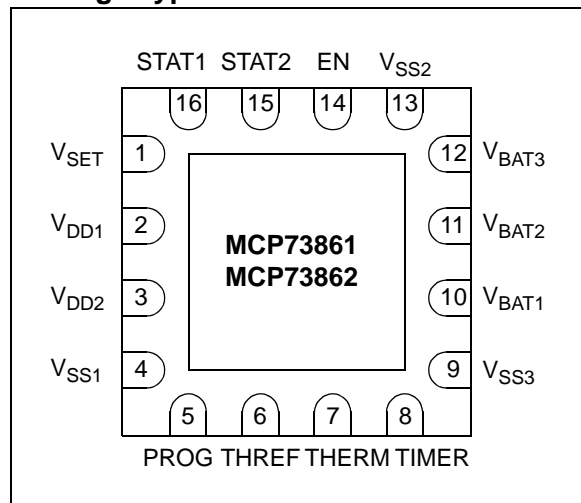 STAT1 STAT2 EN VSS2
16 15 14 13
VSET 1 12 VBAT3
VDD1 2 11 VBAT2
MCP73861
MCP73862
VDD2 3 10 VBAT1
VSS1 4 9 VSS3
5 6 7 8
PROG THREF THERM TIMER